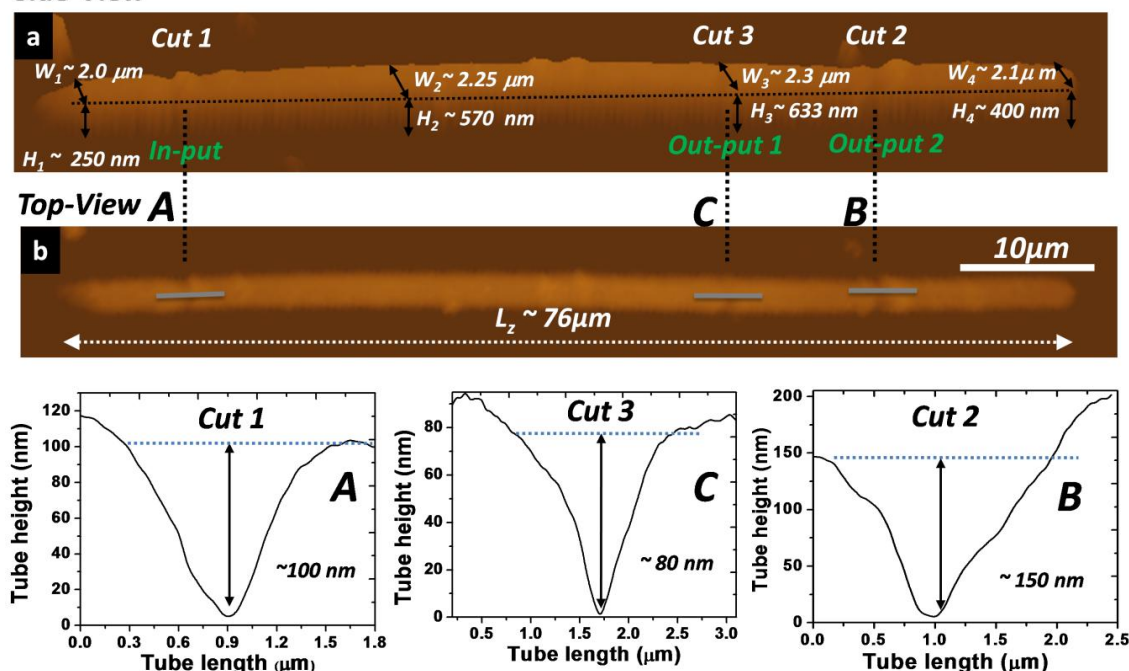 a
Cut 1
Cut 3
Cut 2
W1~ 2.0 μm
W2~ 2.25 μm
W3~ 2.3 μm
W4~ 2.1μ m
H1 ~ 250 nm
H2 ~ 570 nm
H3~ 633 nm
H4~ 400 nm
In-put
Out-put 1
Out-put 2
Top-View
A
C
B
b
10μm
Lz ~ 76μm
Cut 1
A
~100 nm
Tube height (nm)
120
100
80
60
40
20
0
0.0 0.3 0.6 0.9 1.2 1.5 1.8
Tube length (μm)
Cut 3
C
~ 80 nm
Tube height (nm)
80
60
40
20
0
0.5 1.0 1.5 2.0 2.5 3.0
Tube length (μm)
Cut 2
B
~ 150 nm
Tube height (nm)
200
150
100
50
0
0.0 0.5 1.0 1.5 2.0 2.5
Tube length (μm)